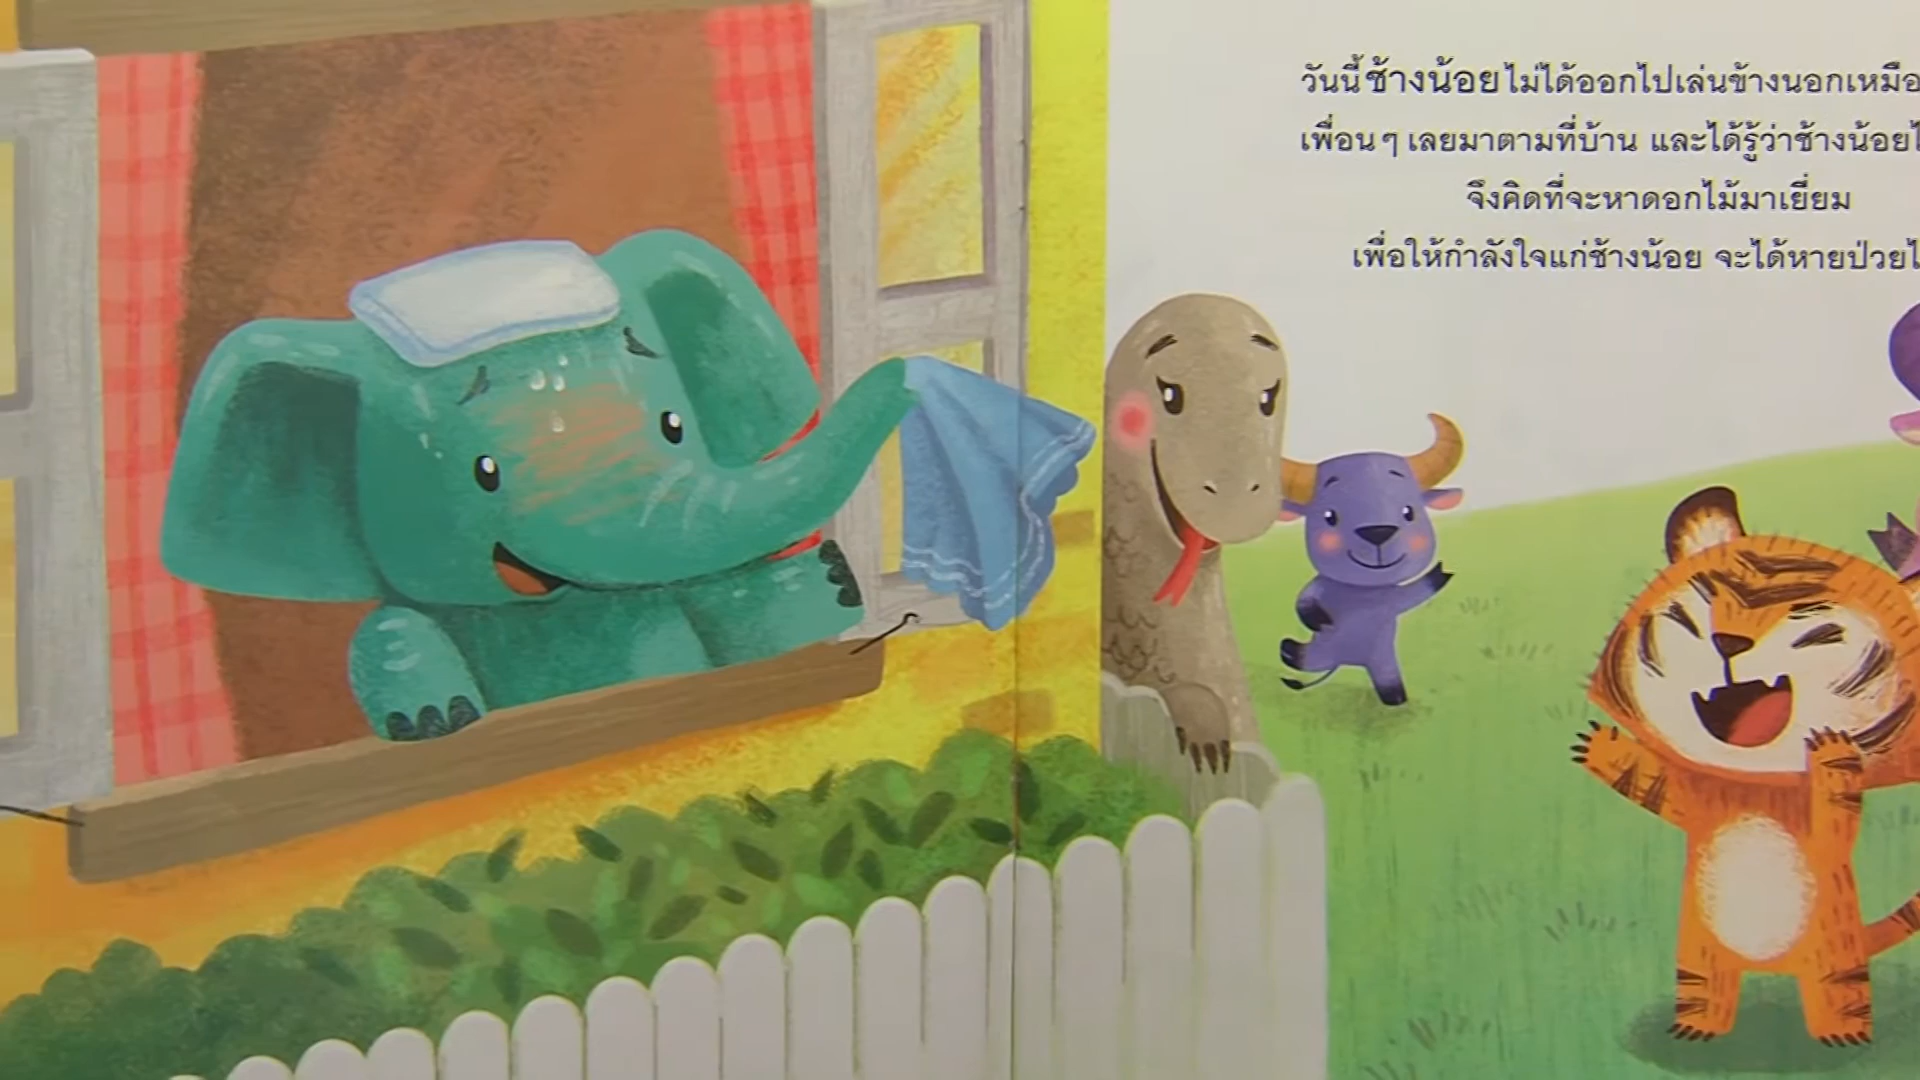 วันนี้ ช้างน้อย ไม่ได้ออกไปเล่นข้างนอกเหมือ
เพื่อน ๆ เลยมาตามที่บ้าน และได้รู้ว่าช้างน้อยไ
จึงคิดที่จะหาดอกไม้มาเยี่ยม
เพื่อให้กำลังใจแก่ช้างน้อย จะได้หายป่วยไ